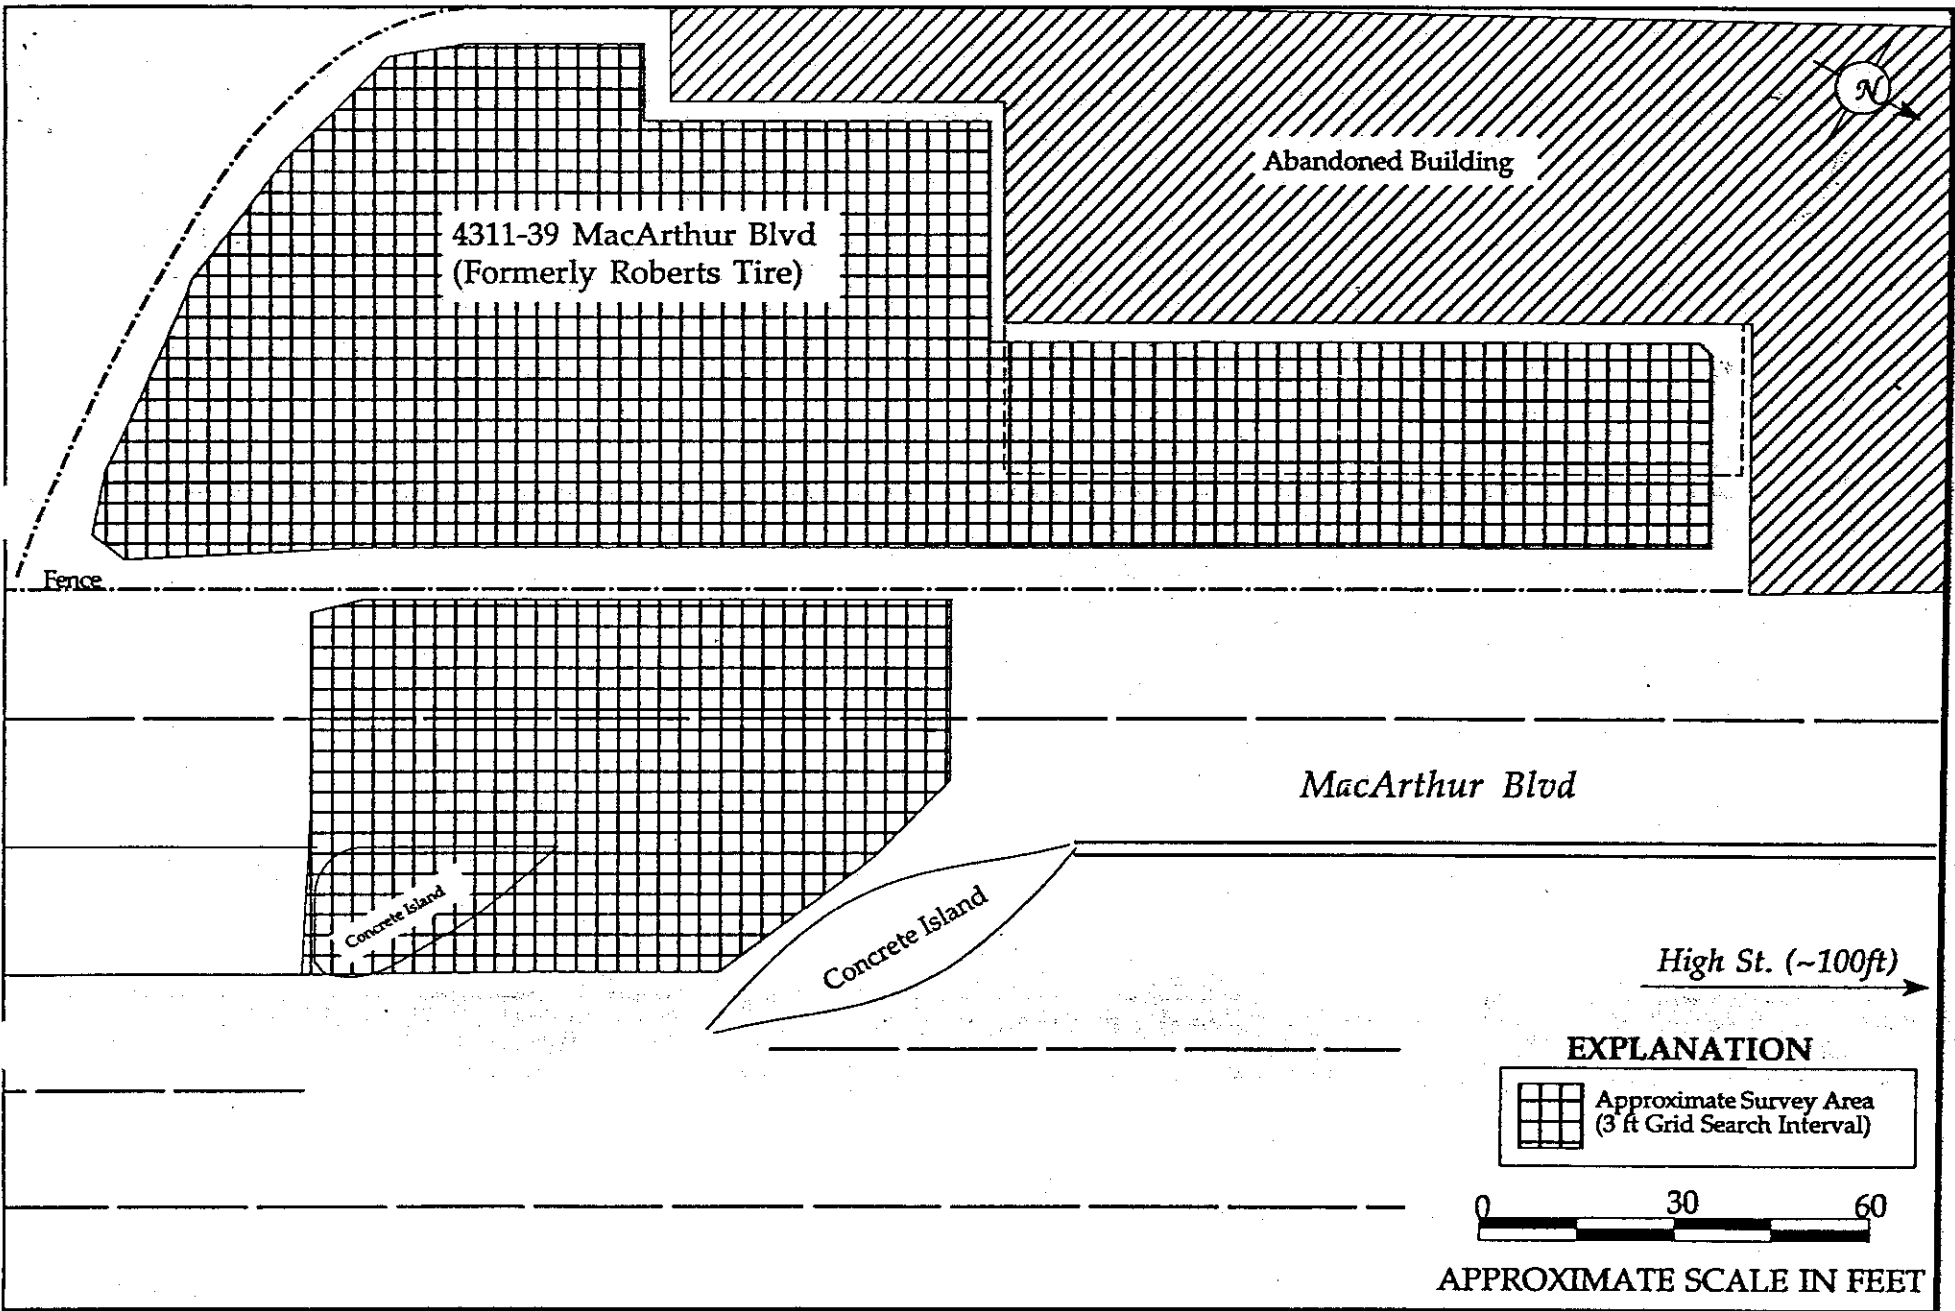 N
Abandoned Building
4311-39 MacArthur Blvd
(Formerly Roberts Tire)
Fence
MacArthur Blvd
Concrete Island
Concrete Island
High St. (~100ft)
EXPLANATION
Approximate Survey Area
(3 ft Grid Search Interval)
0 30 60
APPROXIMATE SCALE IN FEET